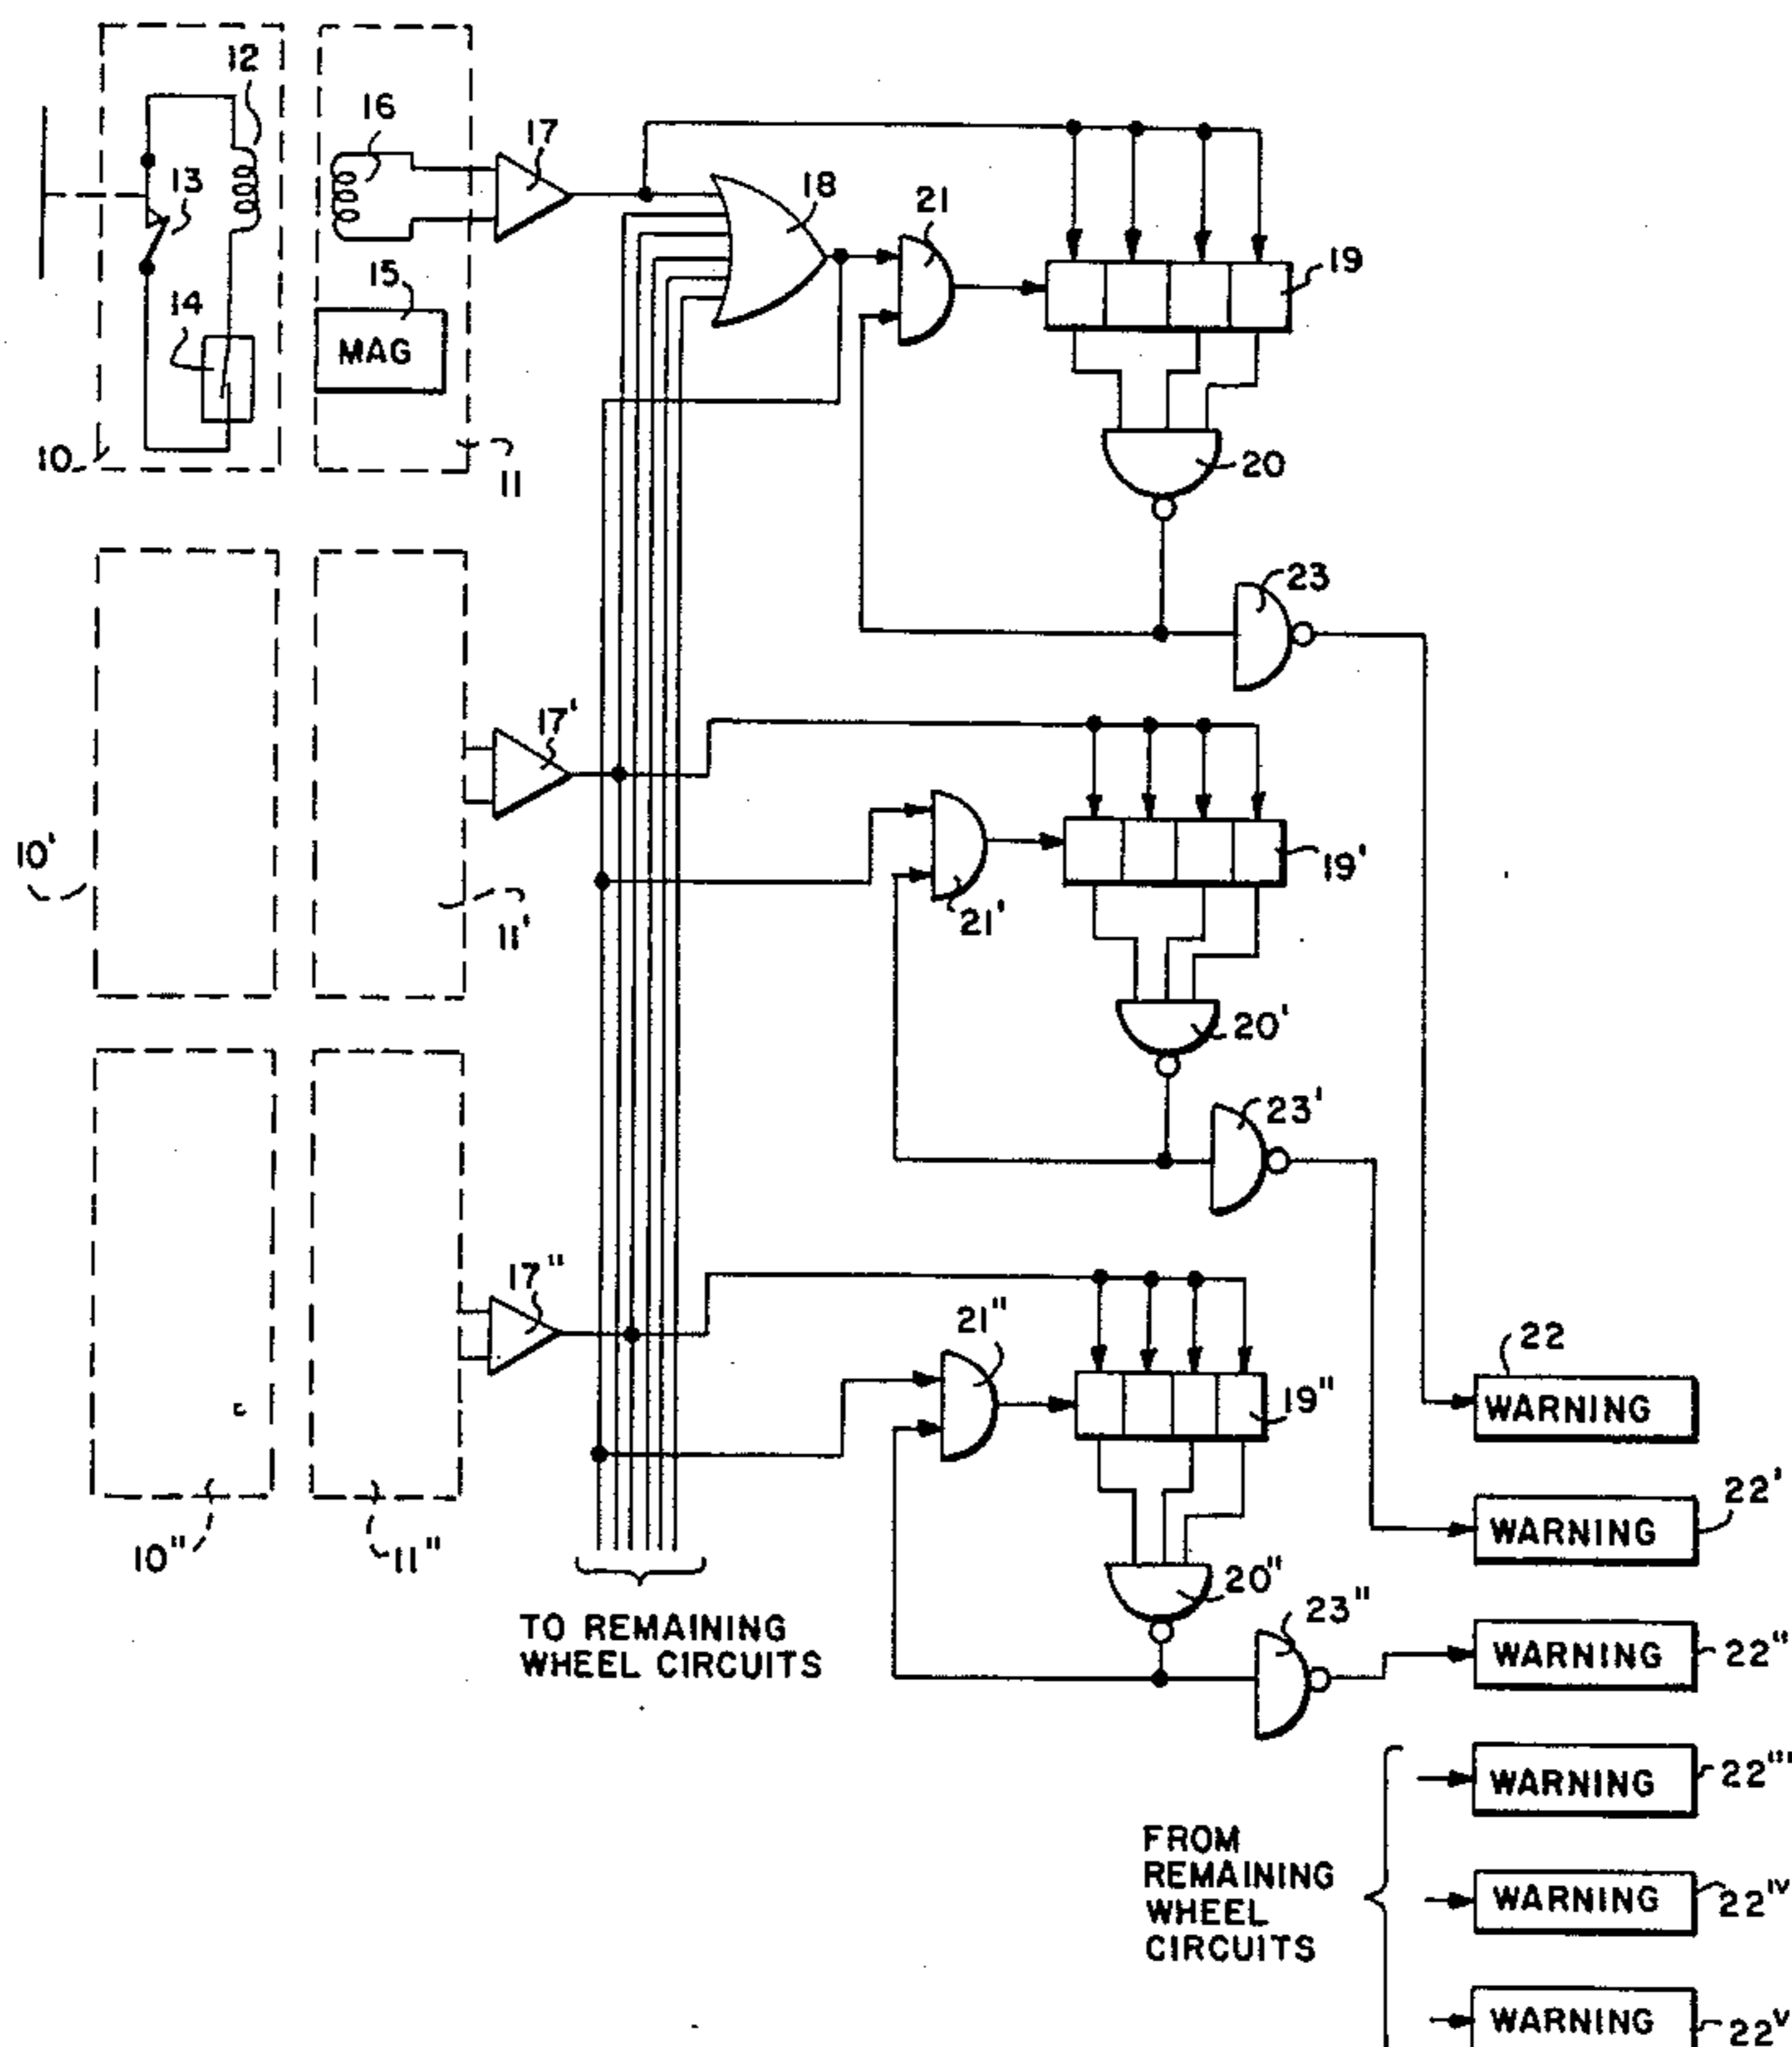 12
16
17
13
18
21
15
19
14
MAG
10
11
20
23
17'
10'
19'
11'
21'
20'
23'
17"
21"
22
19"
WARNING
22'
WARNING
10"
11"
20"
23"
TO REMAINING
WHEEL CIRCUITS
WARNING
22"
WARNING
22'''
FROM
REMAINING
WHEEL
CIRCUITS
WARNING
22IV
WARNING
22V